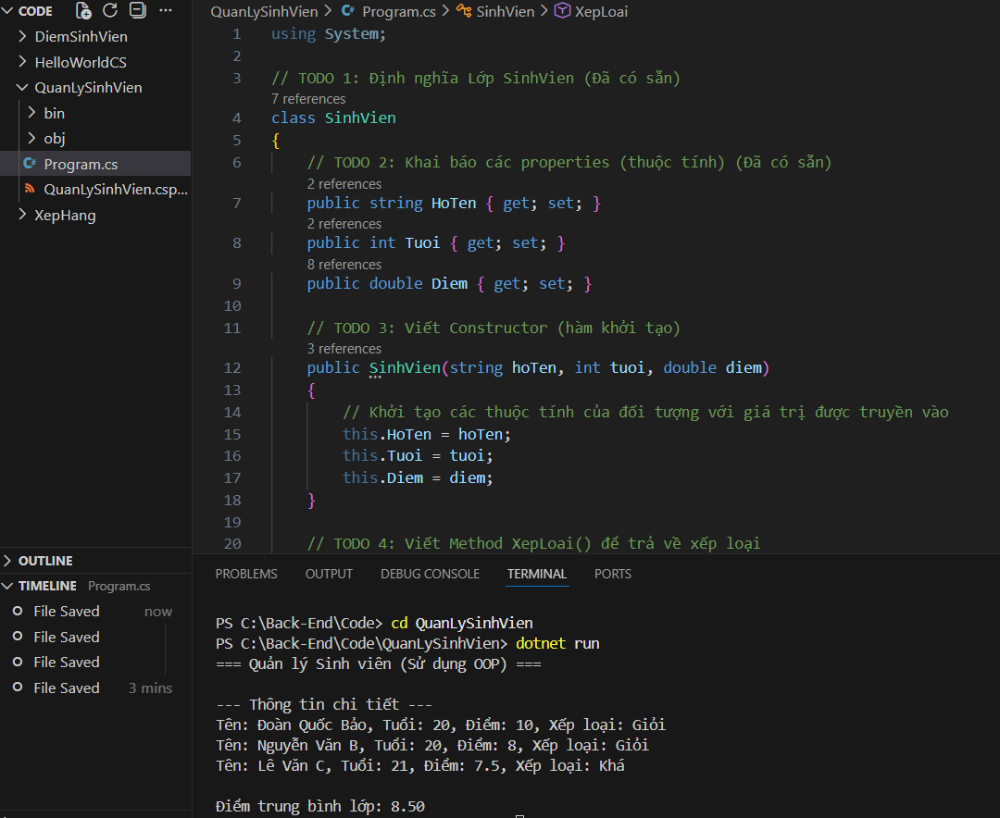 CODE
DiemSinhVien
HelloWorldCS
QuanLySinhVien
bin
obj
Program.cs
QuanLySinhVien.csp...
XepHang
OUTLINE
TIMELINE Program.cs
File Saved now
File Saved
File Saved
File Saved 3 mins
QuanLySinhVien > C# Program.cs > SinhVien > XepLoai
1 using System;
2
3 // TODO 1: Định nghĩa Lớp SinhVien (Đã có sẵn)
7 references
4 class SinhVien
5 {
6 // TODO 2: Khai báo các properties (thuộc tính) (Đã có sẵn)
2 references
7 public string HoTen { get; set; }
2 references
8 public int Tuoi { get; set; }
8 references
9 public double Diem { get; set; }
10
11 // TODO 3: Viết Constructor (hàm khởi tạo)
3 references
12 public SinhVien(string hoTen, int tuoi, double diem)
13 {
14 // Khởi tạo các thuộc tính của đối tượng với giá trị được truyền vào
15 this.HoTen = hoTen;
16 this.Tuoi = tuoi;
17 this.Diem = diem;
18 }
19
20 // TODO 4: Viết Method XepLoai() để trả về xếp loại
PROBLEMS OUTPUT DEBUG CONSOLE TERMINAL PORTS
PS C:\Back-End\Code> cd QuanLySinhVien
PS C:\Back-End\Code\QuanLySinhVien> dotnet run
=== Quản lý Sinh viên (Sử dụng OOP) ===
--- Thông tin chi tiết ---
Tên: Đoàn Quốc Bảo, Tuổi: 20, Điểm: 10, Xếp loại: Giỏi
Tên: Nguyễn Văn B, Tuổi: 20, Điểm: 8, Xếp loại: Giỏi
Tên: Lê Văn C, Tuổi: 21, Điểm: 7.5, Xếp loại: Khá
Điểm trung bình lớp: 8.50